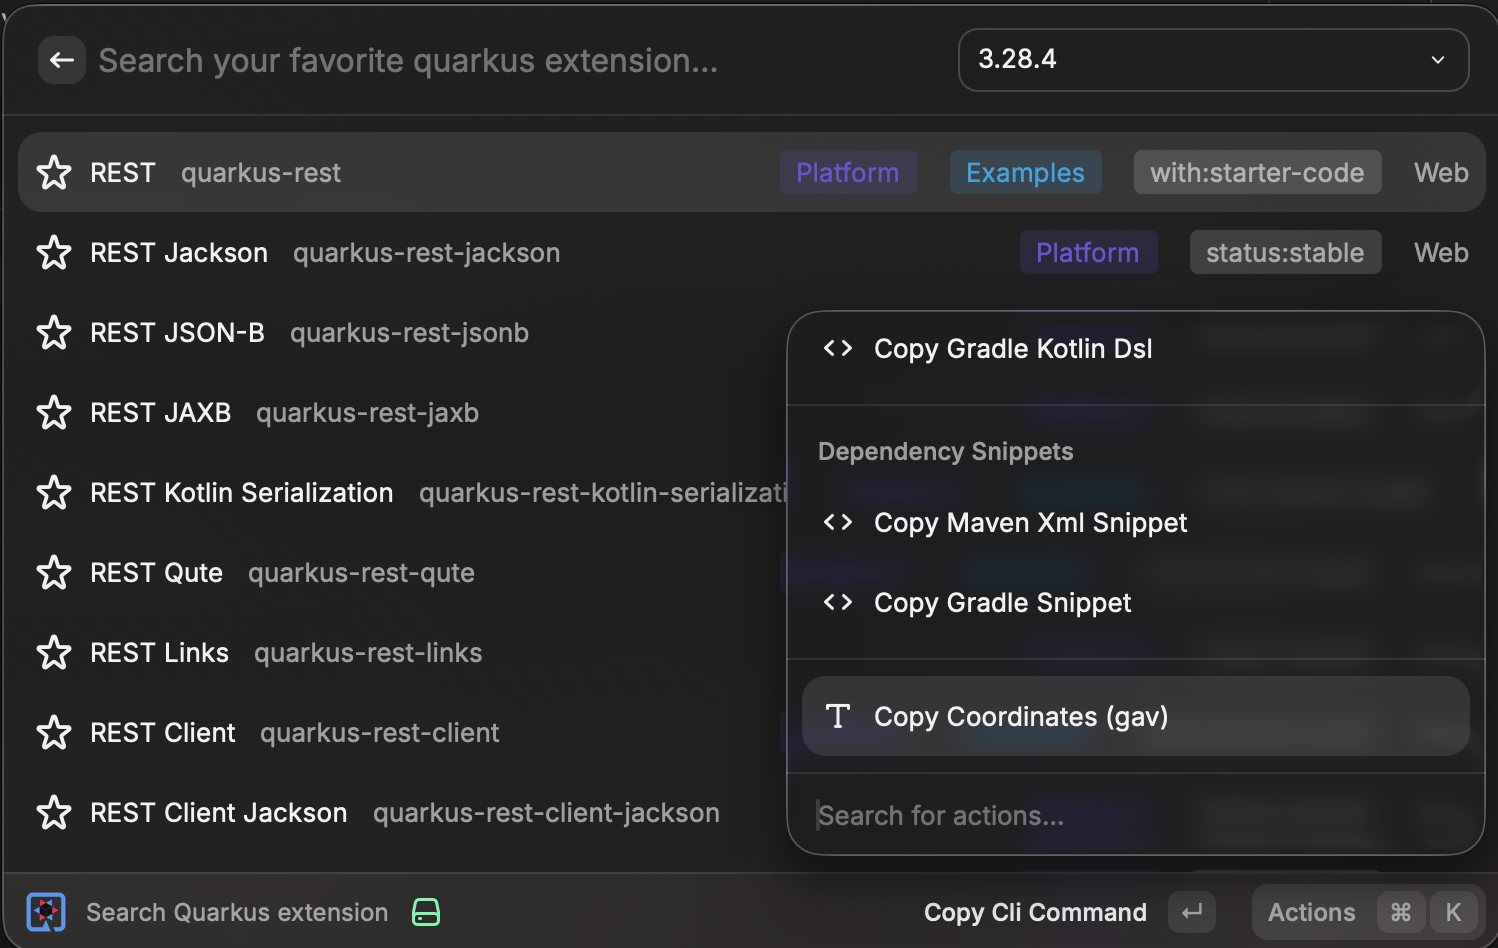 Search your favorite quarkus extension...
3.28.4
REST quarkus-rest Platform Examples with:starter-code Web
REST Jackson quarkus-rest-jackson Platform status:stable Web
REST JSON-B quarkus-rest-jsonb
REST JAXB quarkus-rest-jaxb
REST Kotlin Serialization quarkus-rest-kotlin-serializati
REST Qute quarkus-rest-qute
REST Links quarkus-rest-links
REST Client quarkus-rest-client
REST Client Jackson quarkus-rest-client-jackson
Copy Gradle Kotlin Dsl
Dependency Snippets
Copy Maven Xml Snippet
Copy Gradle Snippet
Copy Coordinates (gav)
Search for actions...
Search Quarkus extension
Copy Cli Command
Actions ⌘ K